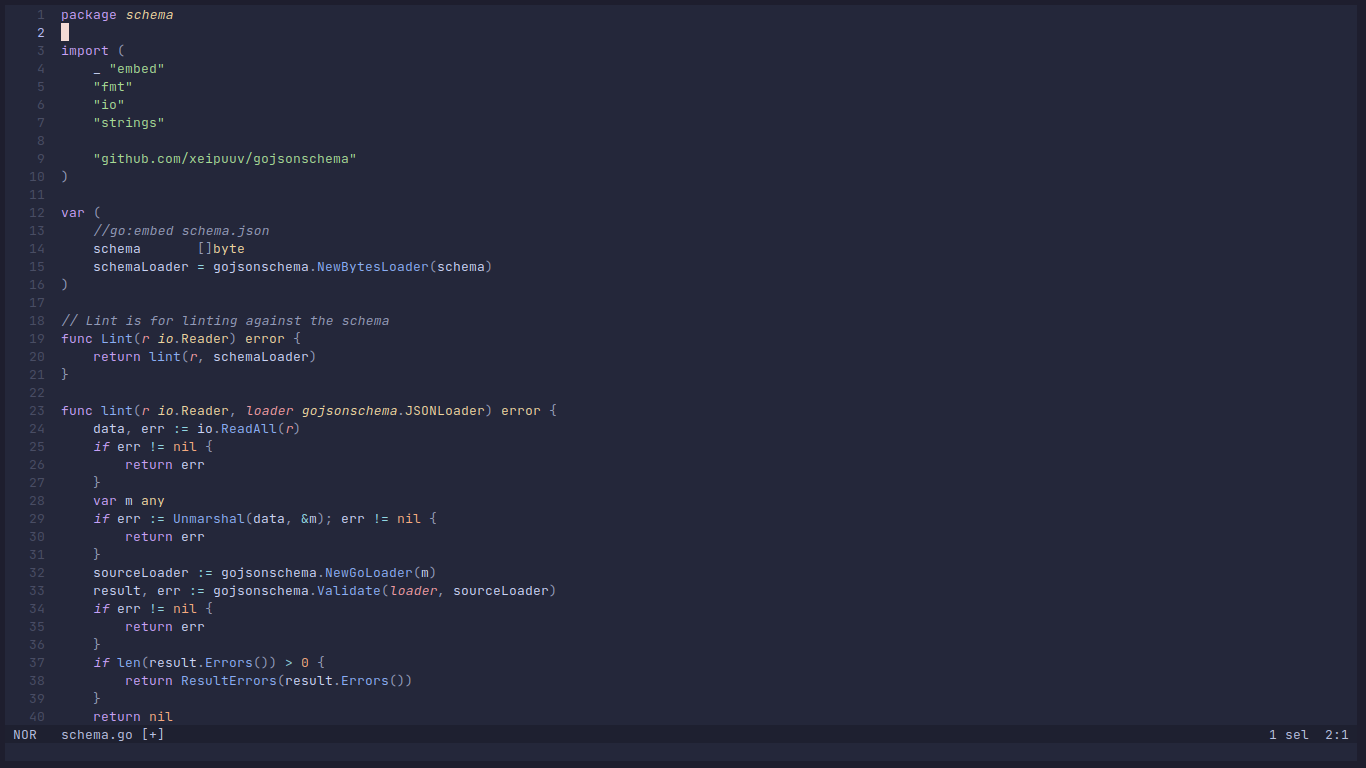 1 package schema
2
3 import (
4     _ "embed"
5     "fmt"
6     "io"
7     "strings"
8
9     "github.com/xeipuuv/gojsonschema"
10 )
11
12 var (
13     //go:embed schema.json
14     schema       []byte
15     schemaLoader = gojsonschema.NewBytesLoader(schema)
16 )
17
18 // Lint is for linting against the schema
19 func Lint(r io.Reader) error {
20     return lint(r, schemaLoader)
21 }
22
23 func lint(r io.Reader, loader gojsonschema.JSONLoader) error {
24     data, err := io.ReadAll(r)
25     if err != nil {
26         return err
27     }
28     var m any
29     if err := Unmarshal(data, &m); err != nil {
30         return err
31     }
32     sourceLoader := gojsonschema.NewGoLoader(m)
33     result, err := gojsonschema.Validate(loader, sourceLoader)
34     if err != nil {
35         return err
36     }
37     if len(result.Errors()) > 0 {
38         return ResultErrors(result.Errors())
39     }
40     return nil
NOR   schema.go [+]   1 sel  2:1